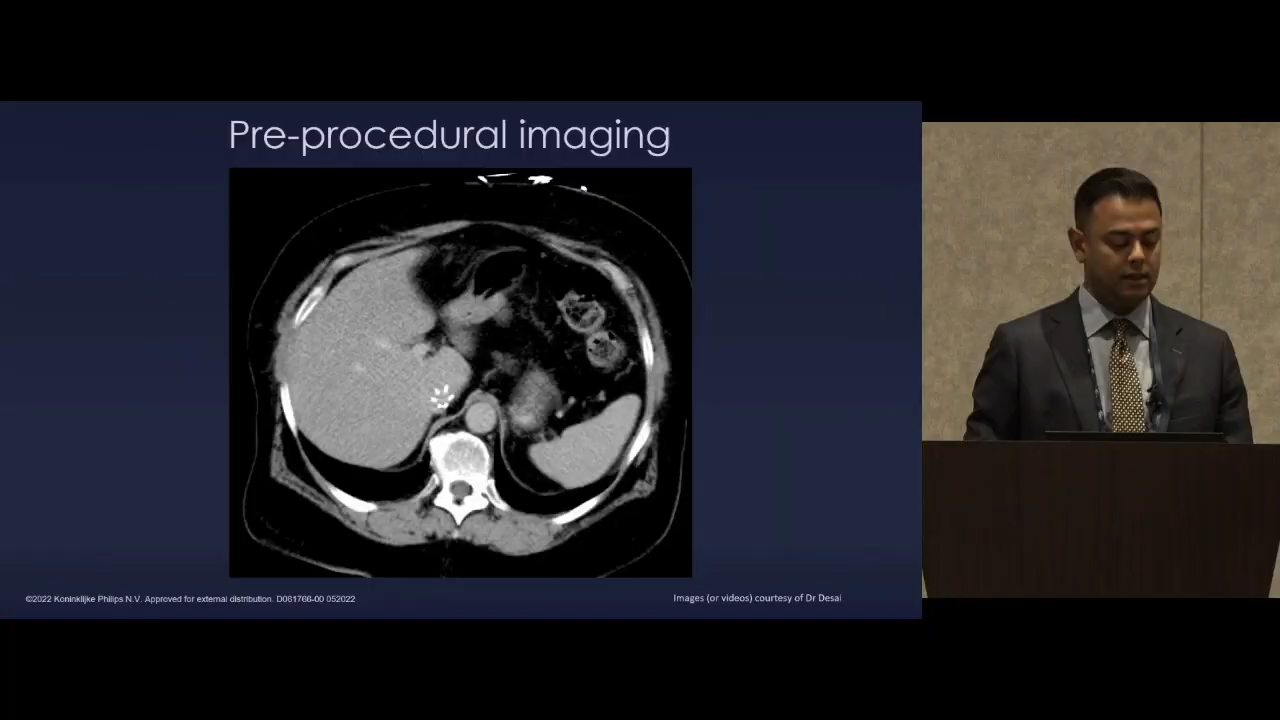 Pre-procedural imaging
©2022 Koninklijke Philips N.V. Approved for external distribution. D061766-00 052022
Images (or videos) courtesy of Dr Desai